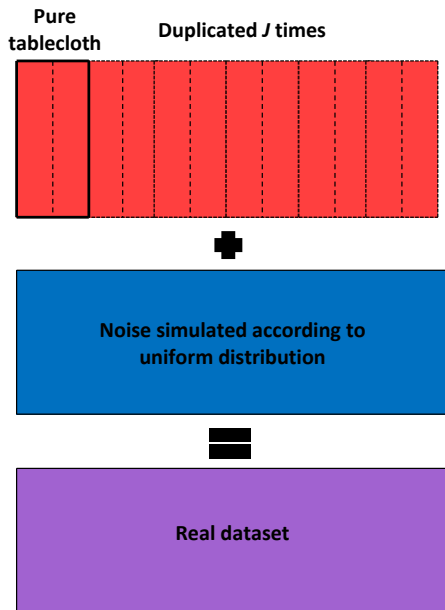 Pure
tablecloth
Duplicated J times
Noise simulated according to
uniform distribution
Real dataset